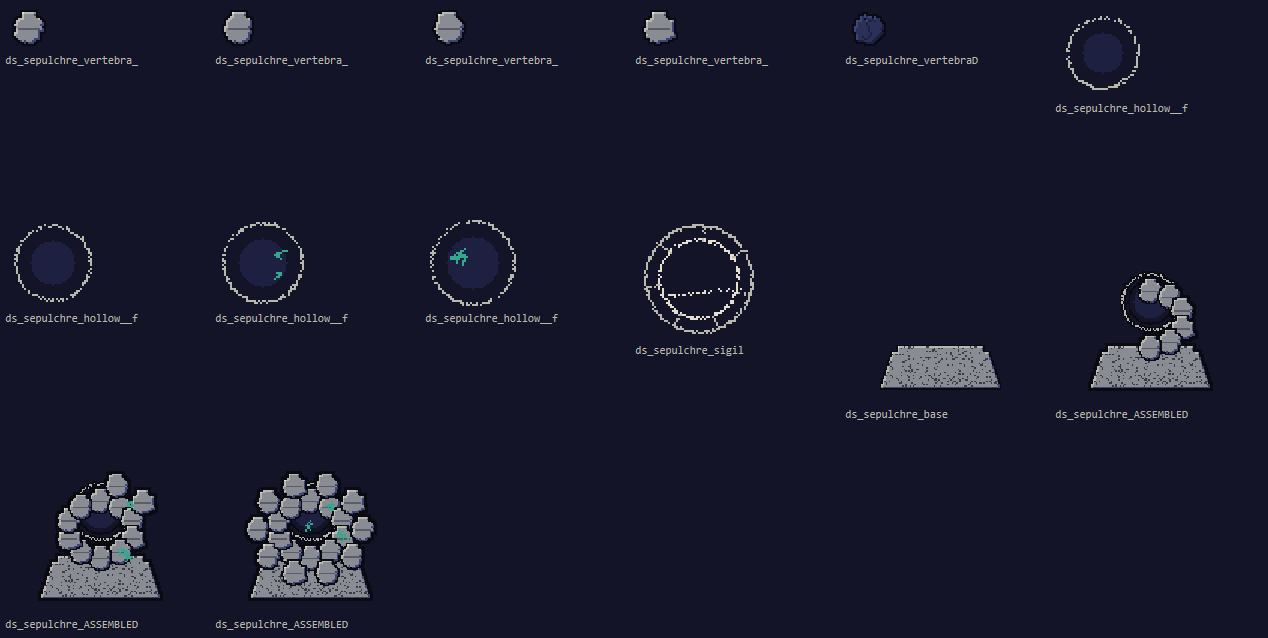 ds_sepulchre_vertebra_
ds_sepulchre_vertebra_
ds_sepulchre_vertebra_
ds_sepulchre_vertebra_
ds_sepulchre_vertebraD
ds_sepulchre_hollow__f
ds_sepulchre_hollow__f
ds_sepulchre_hollow__f
ds_sepulchre_hollow__f
ds_sepulchre_sigil
ds_sepulchre_base
ds_sepulchre_ASSEMBLED
ds_sepulchre_ASSEMBLED
ds_sepulchre_ASSEMBLED